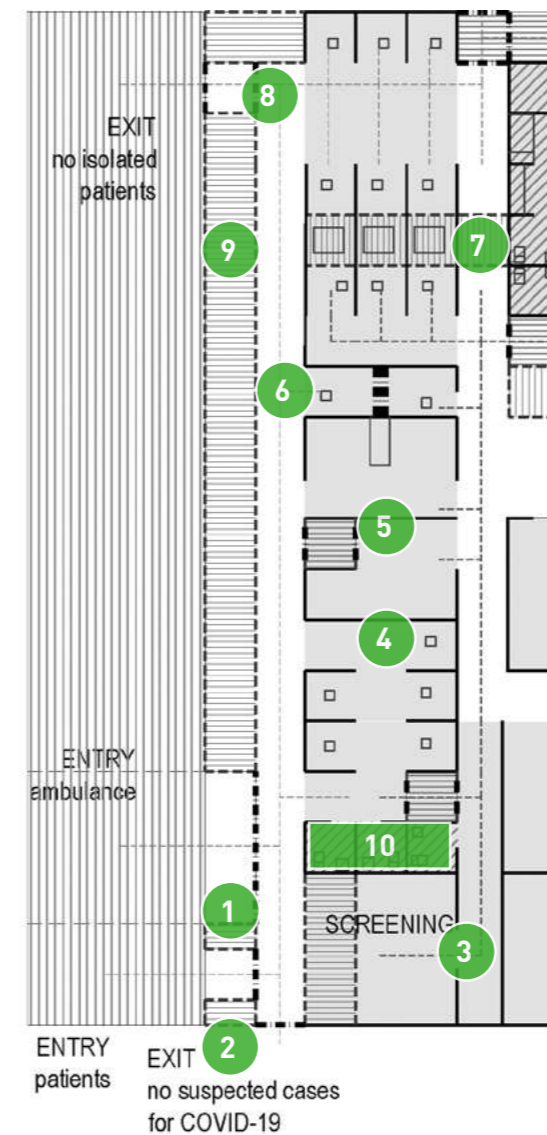 8
EXIT
no isolated
patients
9
7
6
5
4
ENTRY
ambulance
10
1
SCREENING
3
2
ENTRY
patients
EXIT
no suspected cases
for COVID-19